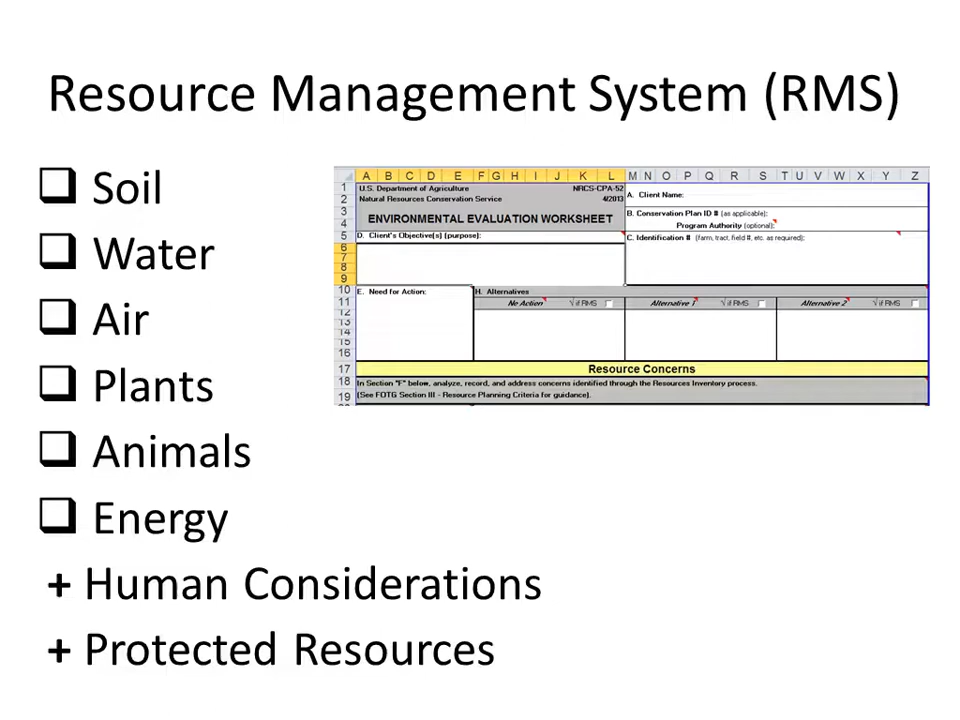 Resource Management System (RMS)
Soil
Water
Air
Plants
Animals
Energy
+ Human Considerations
+ Protected Resources
A B C D E F G H I J K L M N O P Q R S T U V W X Y Z
1 U.S. Department of Agriculture NRCS-CPA-52
2 Natural Resources Conservation Service 4/2013
A. Client Name:
3
4 ENVIRONMENTAL EVALUATION WORKSHEET
B. Conservation Plan ID # (as applicable):
Program Authority (optional):
5 D. Client's Objective(s) (purpose):
C. Identification # (farm, tract, field #, etc. as required):
6
7
8
9
10 E. Need for Action: H. Alternatives
11 No Action √ if RMS Alternative 1 √ if RMS Alternative 2 √ if RMS
12
13
14
15
16
17 Resource Concerns
18 In Section "F" below, analyze, record, and address concerns identified through the Resources Inventory process.
19 (See FOTG Section III - Resource Planning Criteria for guidance).